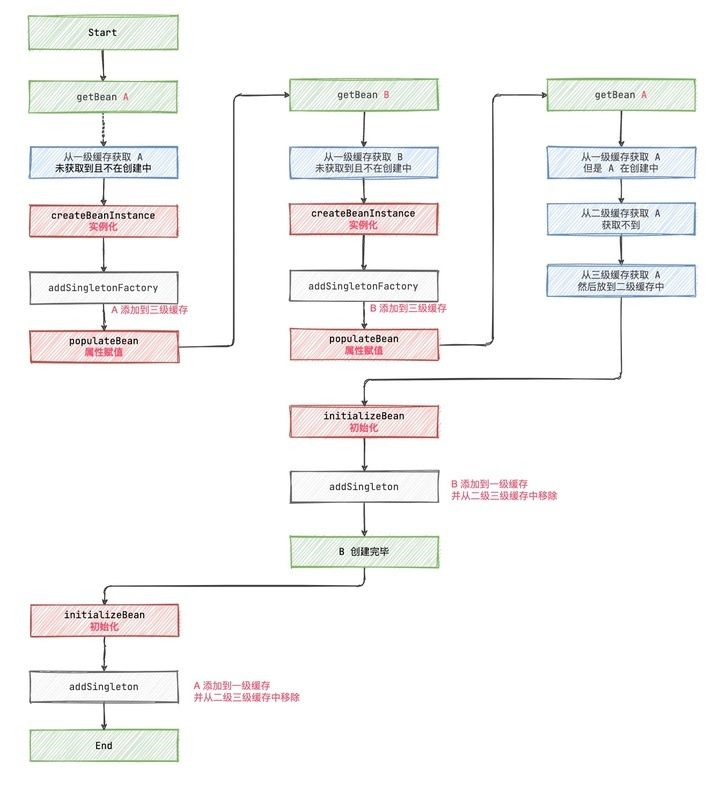 Start
getBean A
从一级缓存获取 A
未获取到且不在创建中
createBeanInstance
实例化
addSingletonFactory
A 添加到三级缓存
populateBean
属性赋值
getBean B
从一级缓存获取 B
未获取到且不在创建中
createBeanInstance
实例化
addSingletonFactory
B 添加到三级缓存
populateBean
属性赋值
getBean A
从一级缓存获取 A
但是 A 在创建中
从二级缓存获取 A
获取不到
从三级缓存获取 A
然后放到二级缓存中
initializeBean
初始化
addSingleton
B 添加到一级缓存
并从二级三级缓存中移除
B 创建完毕
initializeBean
初始化
addSingleton
A 添加到一级缓存
并从二级三级缓存中移除
End